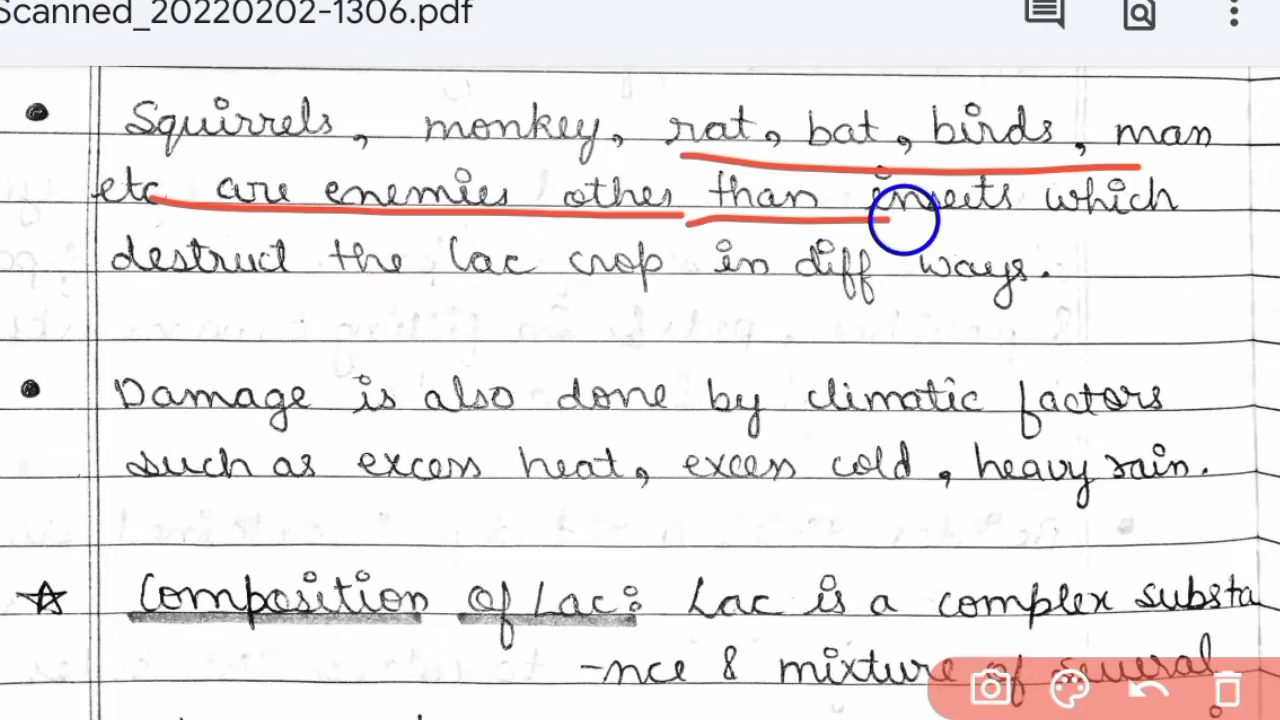 Scanned_20220202-1306.pdf
Squirrels, monkey, rat, bat, birds, man
etc are enemies other than insects which
destruct the lac crop in diff ways.
Damage is also done by climatic factors
such as excess heat, excess cold, heavy rain.
Composition of Lac: Lac is a complex substa
-nce & mixture of several